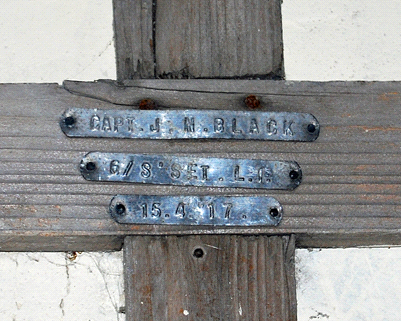 CAPT. J. N. BLACK
6/S'SET. L.I.
15.4.'17.